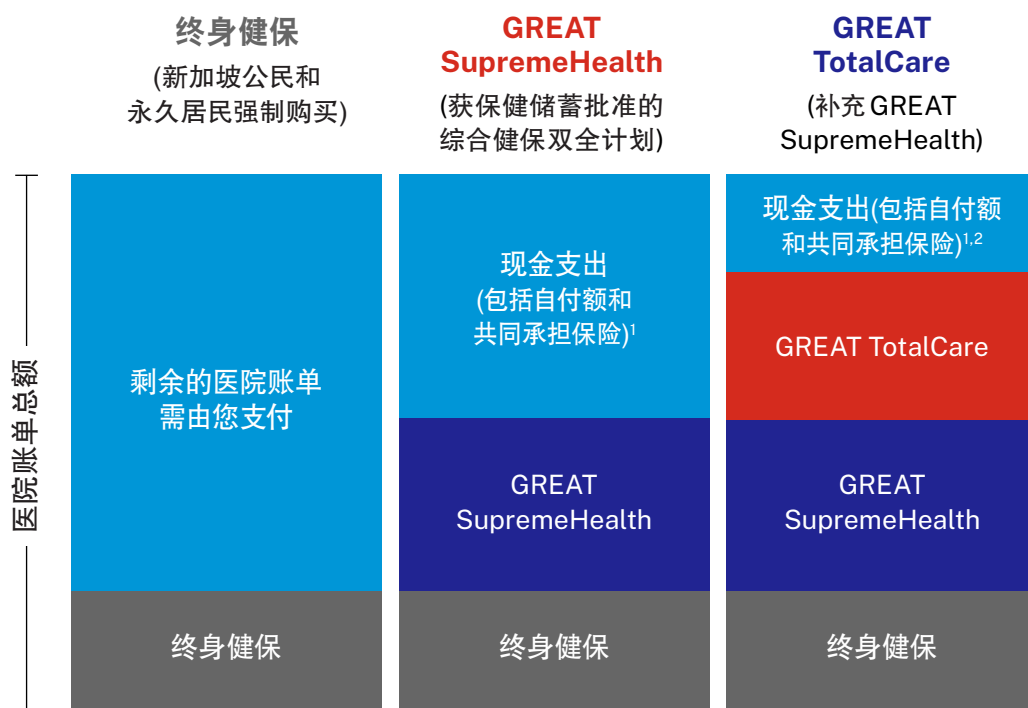 终身健保
(新加坡公民和
永久居民强制购买)
GREAT
SupremeHealth
(获保健储蓄批准的
综合健保双全计划)
GREAT
TotalCare
(补充 GREAT
SupremeHealth)
医院账单总额
剩余的医院账单
需由您支付
终身健保
现金支出
(包括自付额和
共同承担保险)¹
GREAT
SupremeHealth
终身健保
现金支出(包括自付额
和共同承担保险)¹,²
GREAT TotalCare
GREAT
SupremeHealth
终身健保